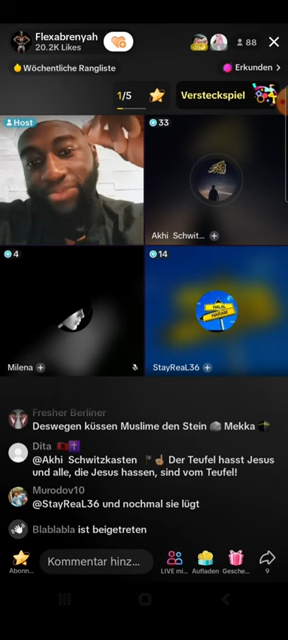 Flexabrenyah
20.2K Likes
88
Wöchentliche Rangliste
Erkunden >
1/5
Versteckspiel
Host
33
Akhi Schwit...
4
14
Milena
HALAL
HARAM
StayReaL36
Fresher Berliner
Deswegen küssen Muslime den Stein 🪨 Mekka 🕋
Dita
@Akhi Schwitzkasten 🏴☝🏽 Der Teufel hasst Jesus
und alle, die Jesus hassen, sind vom Teufel!
Murodov10
@StayReaL36 und nochmal sie lügt
Blablabla ist beigetreten
Kommentar hinz...
Abonn...
LIVE mi...
Aufladen
Gesche...
9